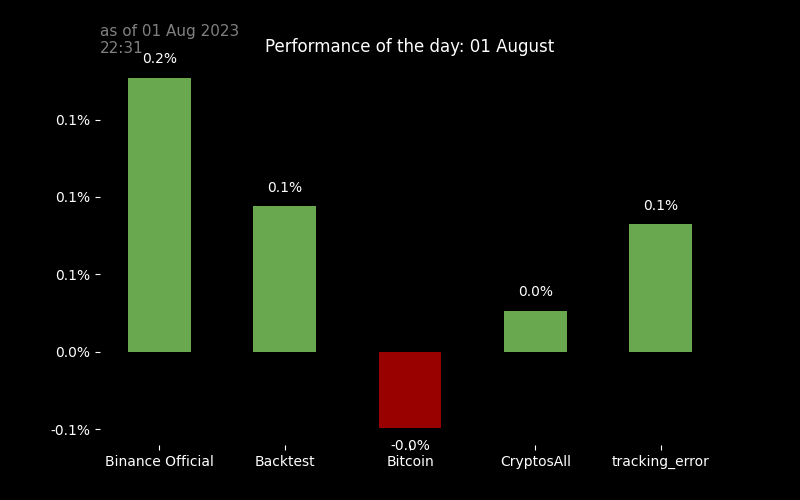 as of 01 Aug 2023
22:31
Performance of the day: 01 August
0.2%
0.1%
0.1%
0.1%
0.1%
0.1%
0.0%
0.0%
-0.1%
-0.0%
Binance Official
Backtest
Bitcoin
CryptosAll
tracking_error